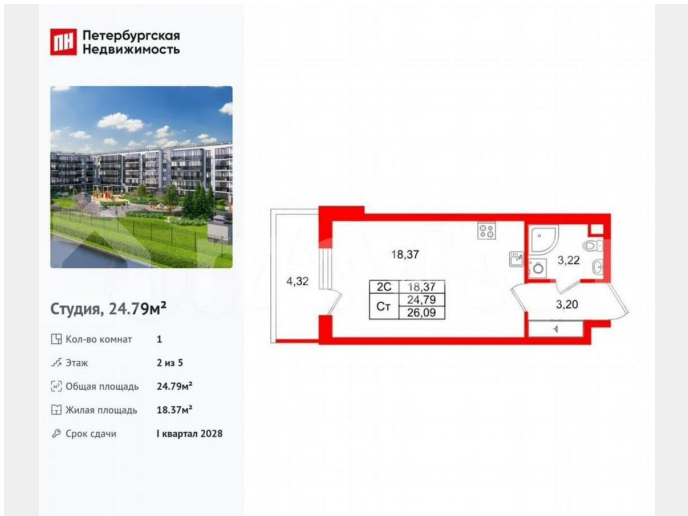 ПН Петербургская
Недвижимость
Студия, 24.79м²
Кол-во комнат 1
Этаж 2 из 5
Общая площадь 24.79м²
Жилая площадь 18.37м²
Срок сдачи I квартал 2028
4,32
18,37
2С 18,37
Ст 24,79
26,09
3,22
3,20